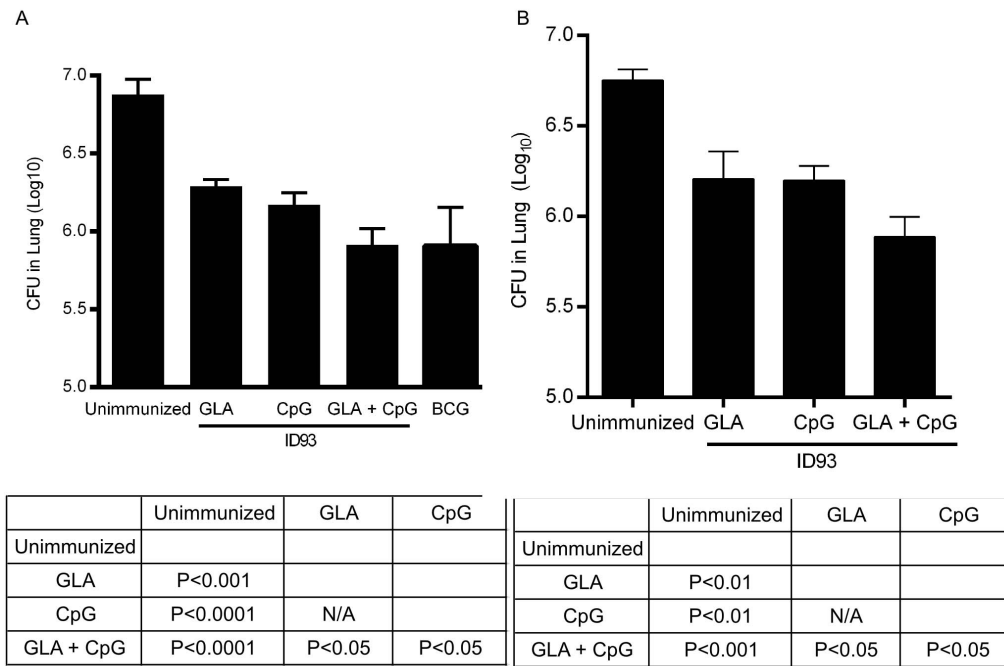 A
CFU in Lung (Log10)
7.0
6.5
6.0
5.5
5.0
Unimmunized GLA CpG GLA + CpG BCG
ID93
B
CFU in Lung (Log10)
7.0
6.5
6.0
5.5
5.0
Unimmunized GLA CpG GLA + CpG
ID93
Unimmunized GLA CpG
Unimmunized
GLA P<0.001
CpG P<0.0001 N/A
GLA + CpG P<0.0001 P<0.05 P<0.05
Unimmunized GLA CpG
Unimmunized
GLA P<0.01
CpG P<0.01 N/A
GLA + CpG P<0.001 P<0.05 P<0.05